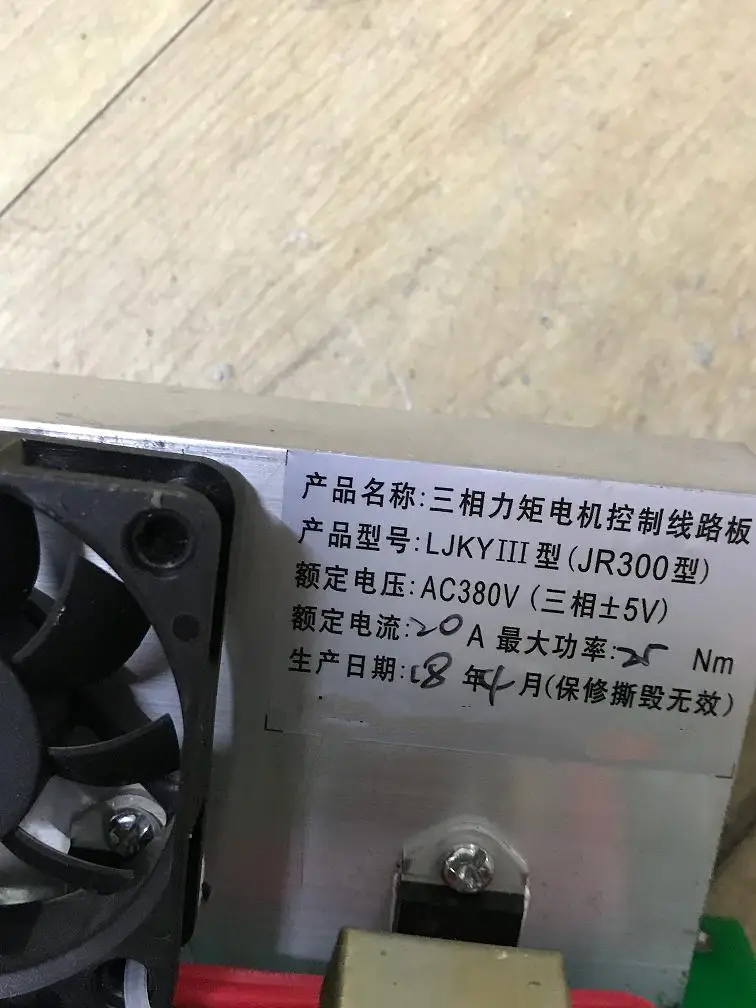 产品名称:三相力矩电机控制线路板
产品型号:LJKYIII型(JR300型)
额定电压:AC380V(三相±5V)
额定电流:20A 最大功率:25 Nm
生产日期:18年4月(保修撕毁无效)